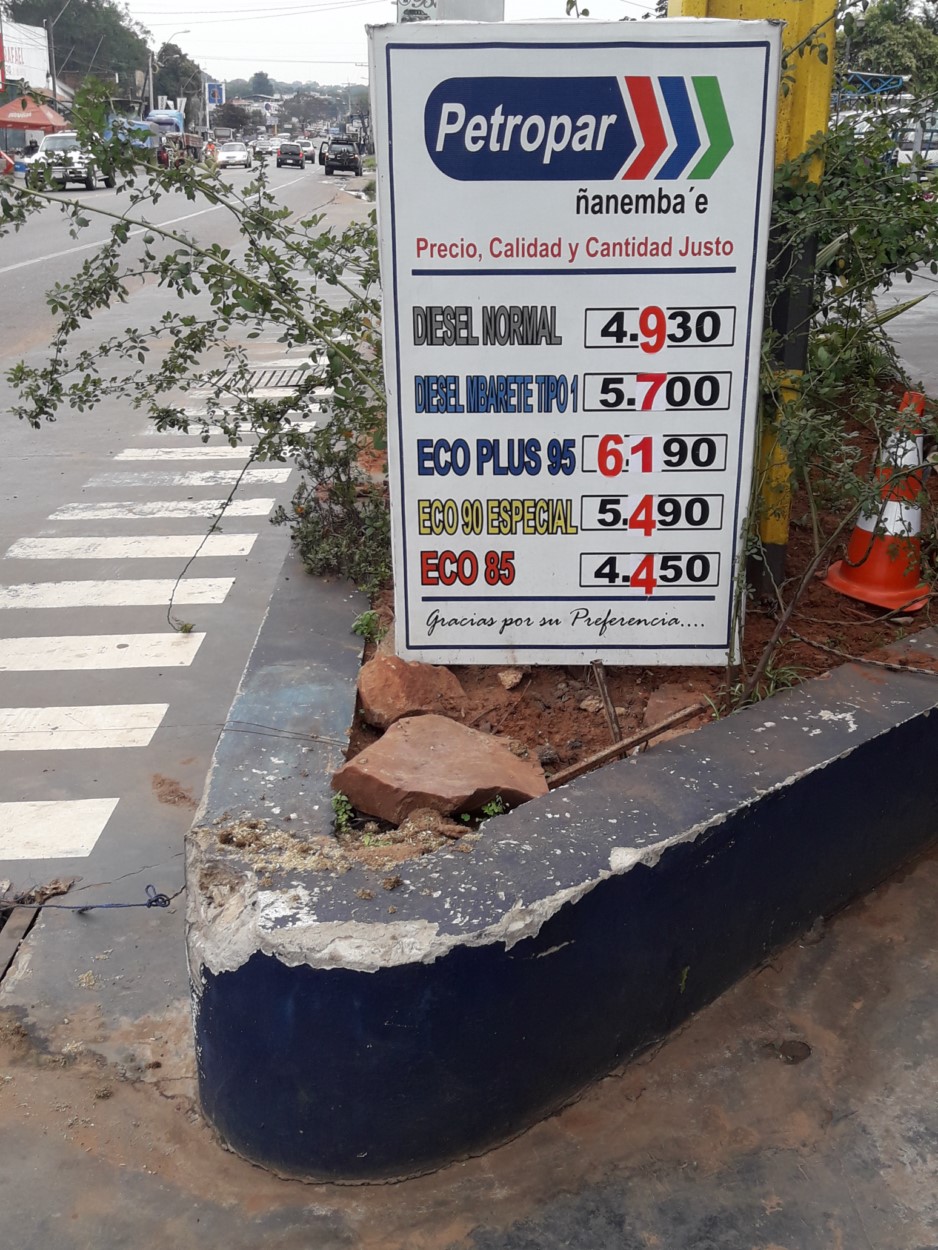 Petropar
ñanemba´e
Precio, Calidad y Cantidad Justo
DIESEL NORMAL 4.930
DIESEL MBARETE TIPO 1 5.700
ECO PLUS 95 6.190
ECO 90 ESPECIAL 5.490
ECO 85 4.450
Gracias por su Preferencia....